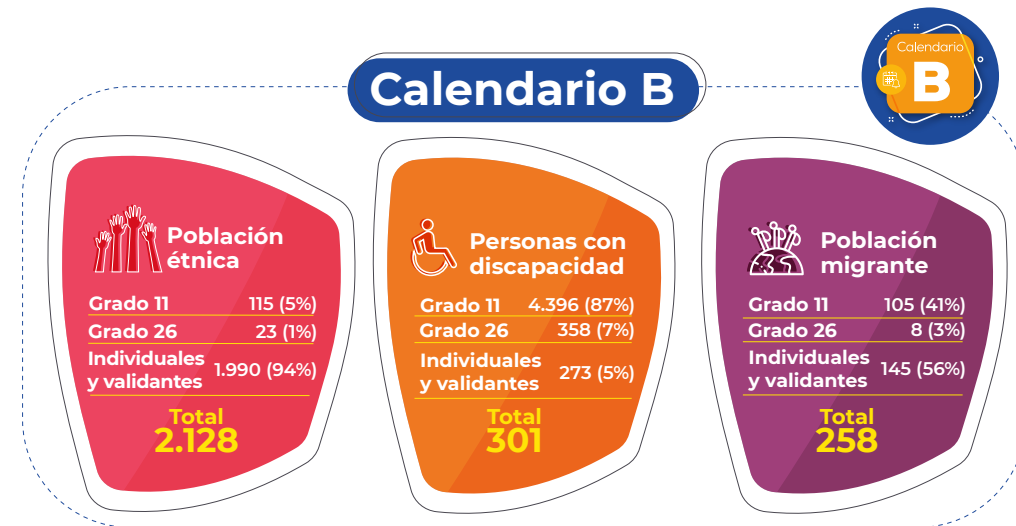 Calendario B
Calendario
B
Población
étnica
Grado 11 115 (5%)
Grado 26 23 (1%)
Individuales
y validantes 1.990 (94%)
Total
2.128
Personas con
discapacidad
Grado 11 4.396 (87%)
Grado 26 358 (7%)
Individuales
y validantes 273 (5%)
Total
301
Población
migrante
Grado 11 105 (41%)
Grado 26 8 (3%)
Individuales
y validantes 145 (56%)
Total
258